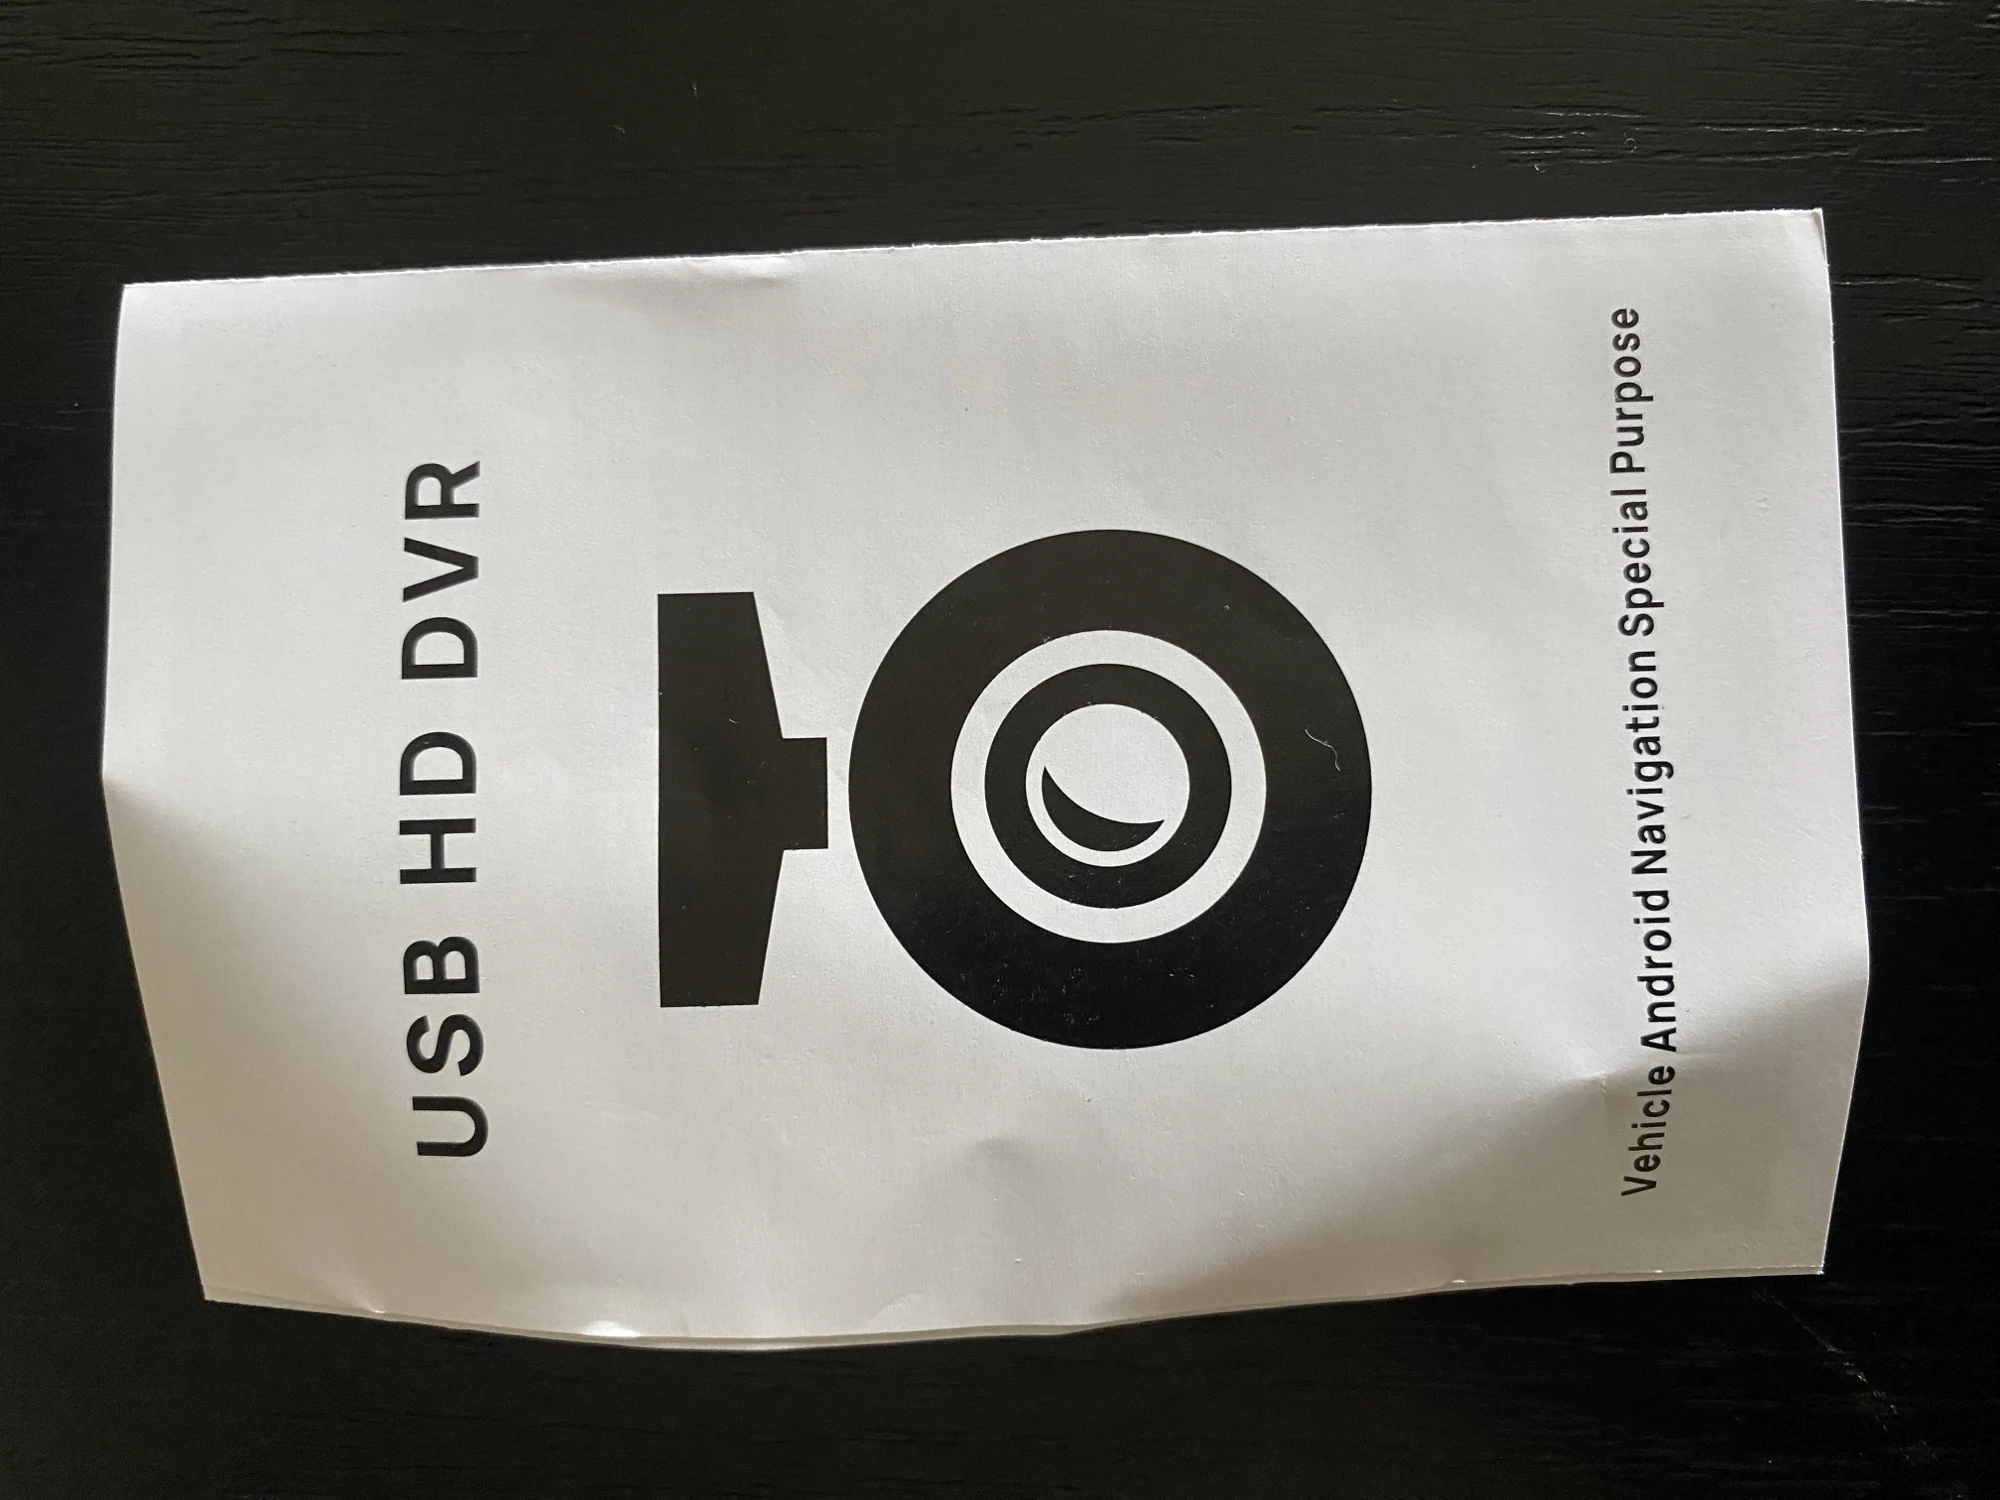 USB HD DVR
Vehicle Android Navigation Special Purpose